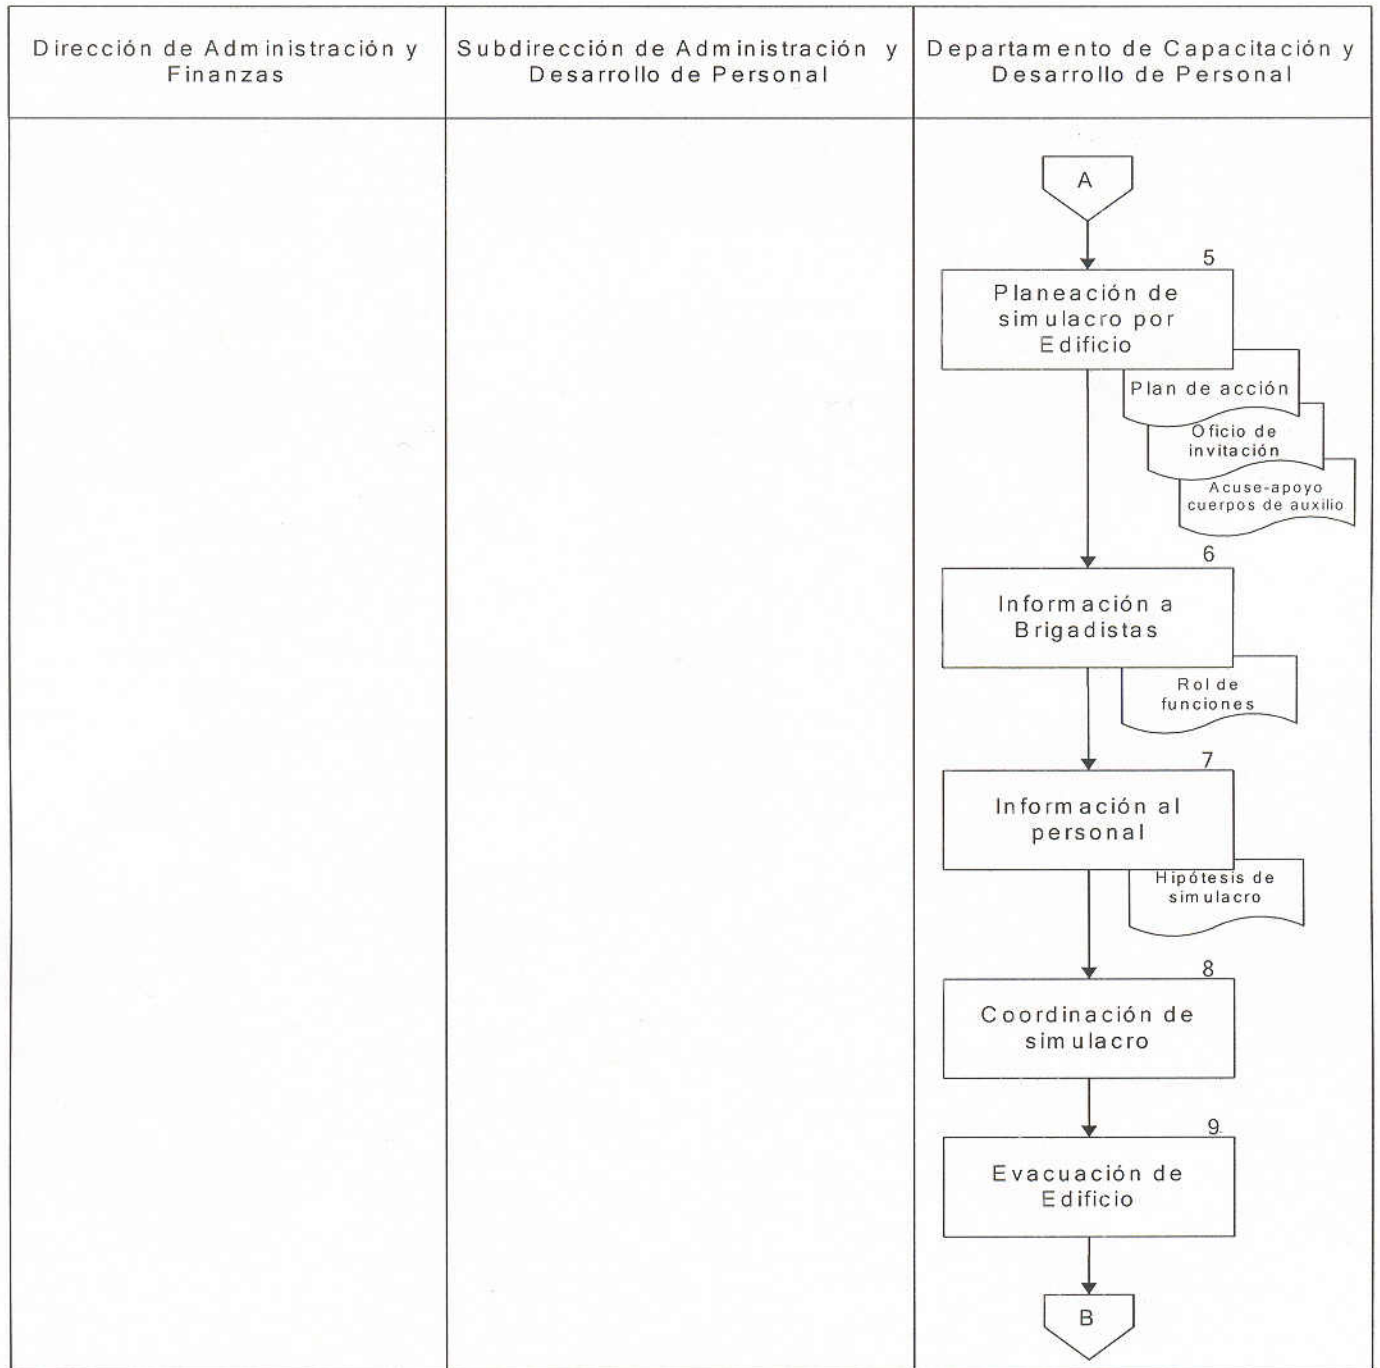 Dirección de Administración y
Finanzas
Subdirección de Administración y
Desarrollo de Personal
Departamento de Capacitación y
Desarrollo de Personal
A
5
Planeación de
simulacro por
Edificio
Plan de acción
Oficio de
invitación
Acuse-apoyo
cuerpos de auxilio
6
Información a
Brigadistas
Rol de
funciones
7
Información al
personal
Hipótesis de
simulacro
8
Coordinación de
simulacro
9
Evacuación de
Edificio
B